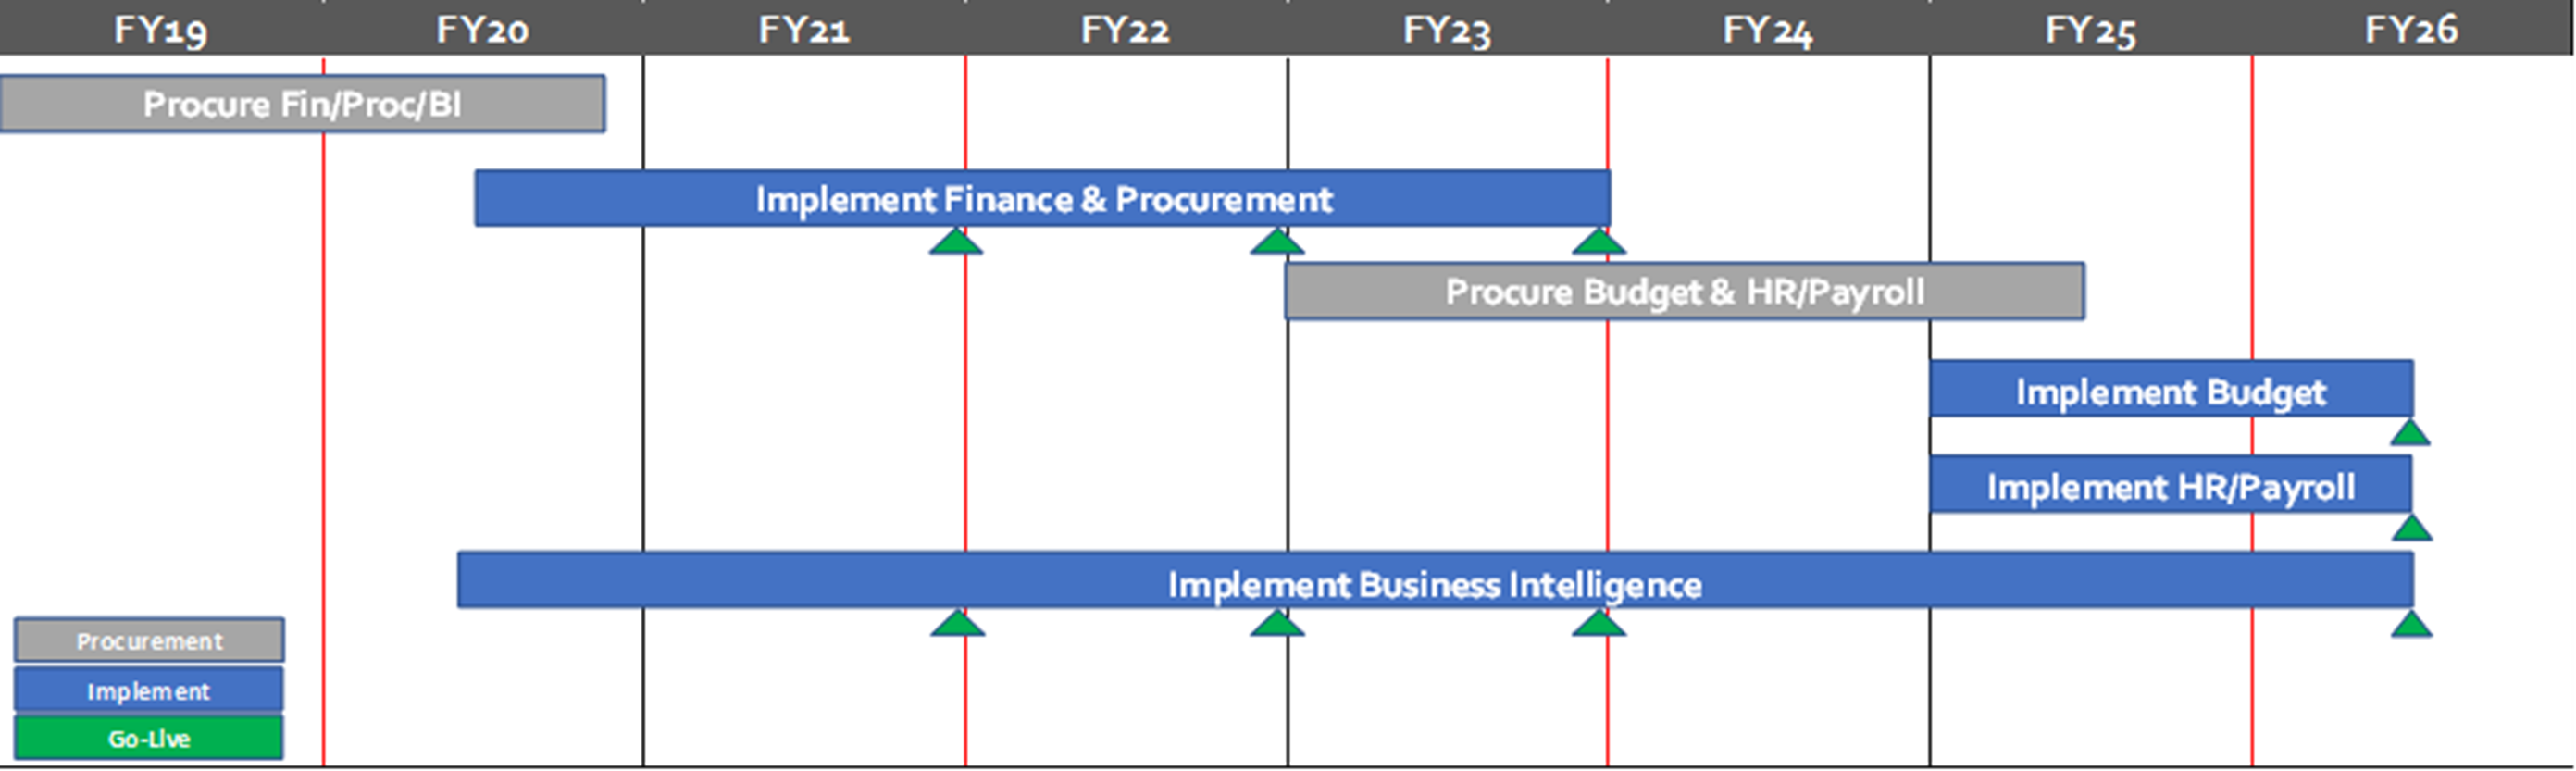 FY19 FY20 FY21 FY22 FY23 FY24 FY25 FY26
Procure Fin/Proc/BI
Implement Finance & Procurement
Procure Budget & HR/Payroll
Implement Budget
Implement HR/Payroll
Implement Business Intelligence
Procurement
Implement
Go-Live